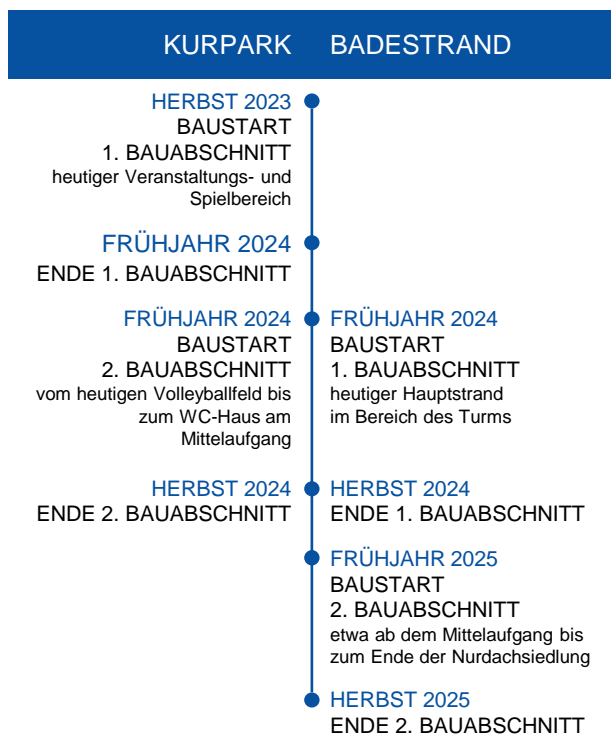 KURPARK BADESTRAND
HERBST 2023
BAUSTART
1. BAUABSCHNITT
heutiger Veranstaltungs- und
Spielbereich
FRÜHJAHR 2024
ENDE 1. BAUABSCHNITT
FRÜHJAHR 2024
BAUSTART
2. BAUABSCHNITT
vom heutigen Volleyballfeld bis
zum WC-Haus am
Mittelaufgang
FRÜHJAHR 2024
BAUSTART
1. BAUABSCHNITT
heutiger Hauptstrand
im Bereich des Turms
HERBST 2024
ENDE 2. BAUABSCHNITT
HERBST 2024
ENDE 1. BAUABSCHNITT
FRÜHJAHR 2025
BAUSTART
2. BAUABSCHNITT
etwa ab dem Mittelaufgang bis
zum Ende der Nurdachsiedlung
HERBST 2025
ENDE 2. BAUABSCHNITT